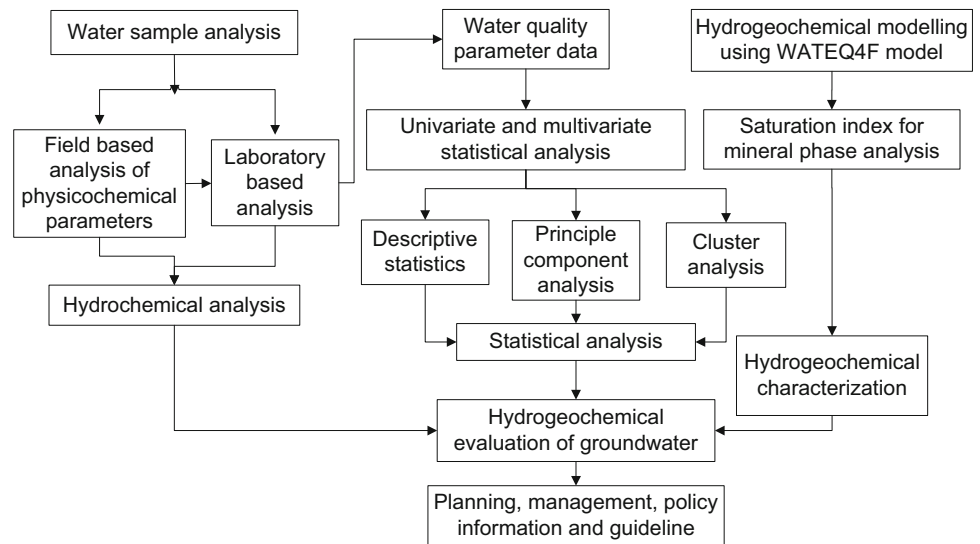 Water sample analysis
Water quality
parameter data
Hydrogeochemical modelling
using WATEQ4F model
Field based
analysis of
physicochemical
parameters
Laboratory
based
analysis
Univariate and multivariate
statistical analysis
Saturation index for
mineral phase analysis
Descriptive
statistics
Principle
component
analysis
Cluster
analysis
Hydrochemical analysis
Statistical analysis
Hydrogeochemical
characterization
Hydrogeochemical
evaluation of groundwater
Planning, management, policy
information and guideline